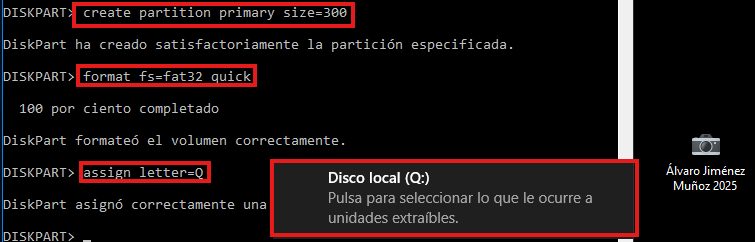 DISKPART> create partition primary size=300
DiskPart ha creado satisfactoriamente la partición especificada.
DISKPART> format fs=fat32 quick
100 por ciento completado
DiskPart formateó el volumen correctamente.
DISKPART> assign letter=Q
DiskPart asignó correctamente una
DISKPART>
Disco local (Q:)
Pulsa para seleccionar lo que le ocurre a
unidades extraíbles.
Álvaro Jiménez
Muñoz 2025